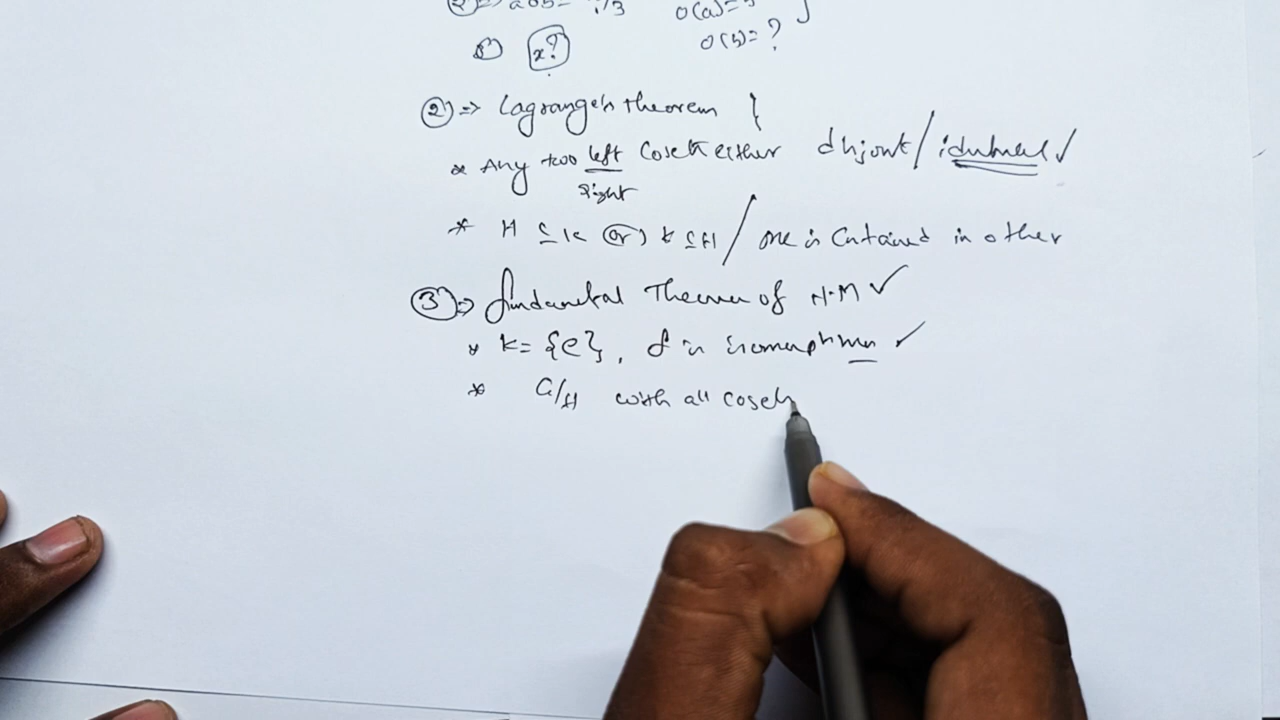 o(a)=
x? o(b)=?
② ⇒ Lagrange's theorem
* Any two left Cosets either disjoint / identical ✓
right
* H ⊆ K (or) K ⊆ H / one is Contained in other
③ ⇒ fundamental Theorem of H.M ✓
* K = {e}, f is isomorphism ✓
* G/H with all cosets